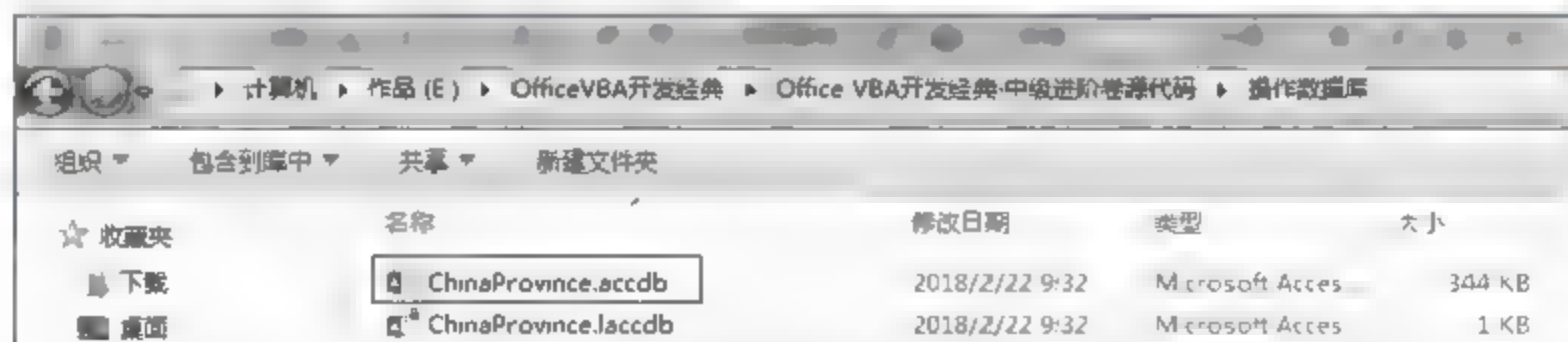 计算机 ▸ 作品 (E) ▸ OfficeVBA开发经典 ▸ Office VBA开发经典-中级进阶卷源代码 ▸ 操作数据库
组织 包含到库中 共享 新建文件夹
收藏夹 名称 修改日期 类型 大小
下载 ChinaProvince.accdb 2018/2/22 9:32 Microsoft Acces... 344 KB
桌面 ChinaProvince.laccdb 2018/2/22 9:32 Microsoft Acces... 1 KB